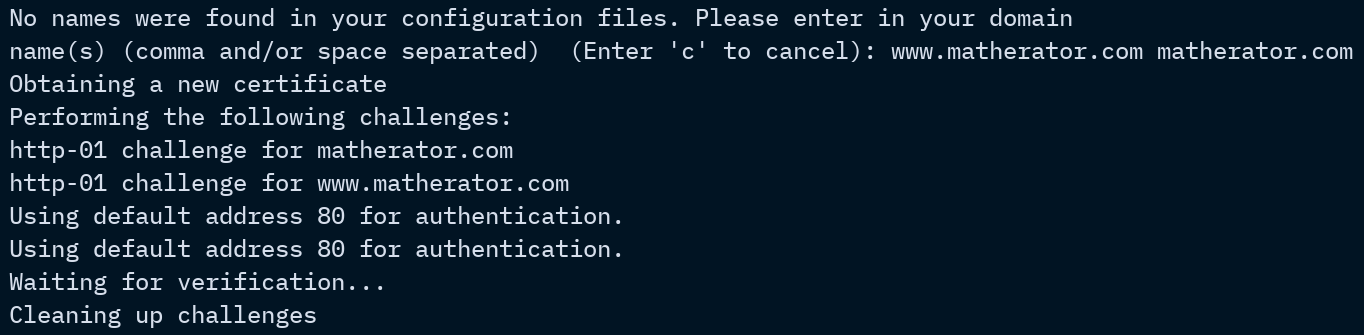 No names were found in your configuration files. Please enter in your domain
name(s) (comma and/or space separated)  (Enter 'c' to cancel): www.matherator.com matherator.com
Obtaining a new certificate
Performing the following challenges:
http-01 challenge for matherator.com
http-01 challenge for www.matherator.com
Using default address 80 for authentication.
Using default address 80 for authentication.
Waiting for verification...
Cleaning up challenges